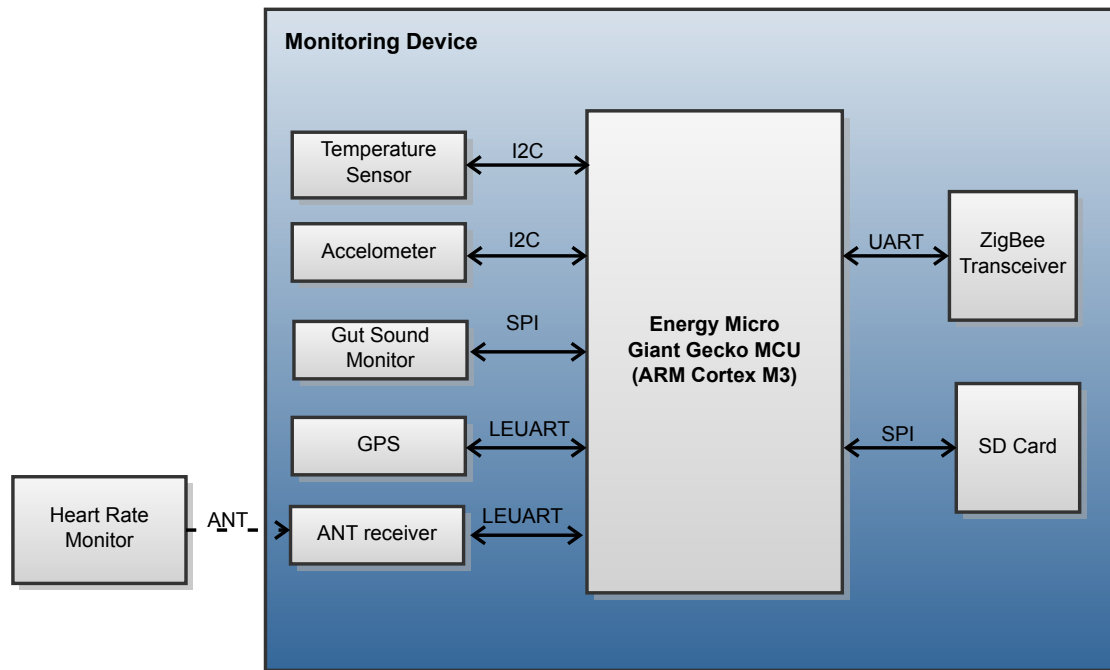 Monitoring Device
Temperature
Sensor
I2C
Accelometer
I2C
Gut Sound
Monitor
SPI
GPS
LEUART
Heart Rate
Monitor
ANT
ANT receiver
LEUART
Energy Micro
Giant Gecko MCU
(ARM Cortex M3)
UART
ZigBee
Transceiver
SPI
SD Card